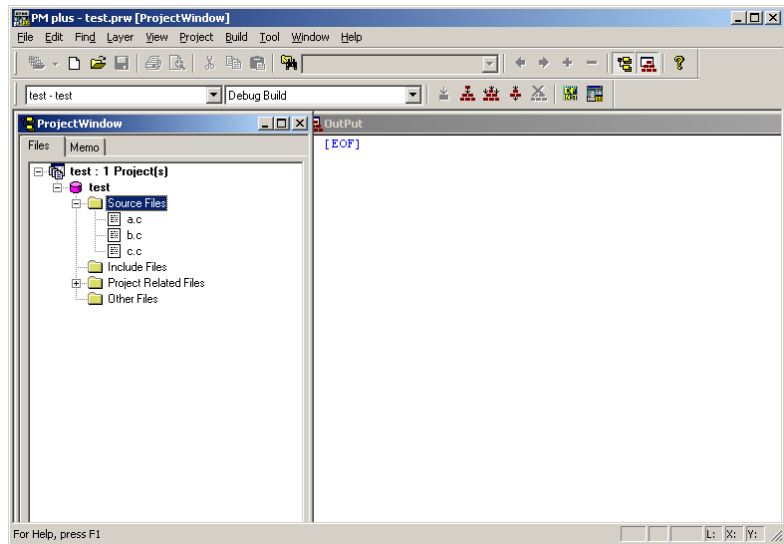 PM plus - test.prw [ProjectWindow]
File Edit Find Layer View Project Build Tool Window Help
test - test
Debug Build
ProjectWindow
OutPut
Files Memo
[EOF]
test : 1 Project(s)
test
Source Files
a.c
b.c
c.c
Include Files
Project Related Files
Other Files
For Help, press F1
L: X: Y: